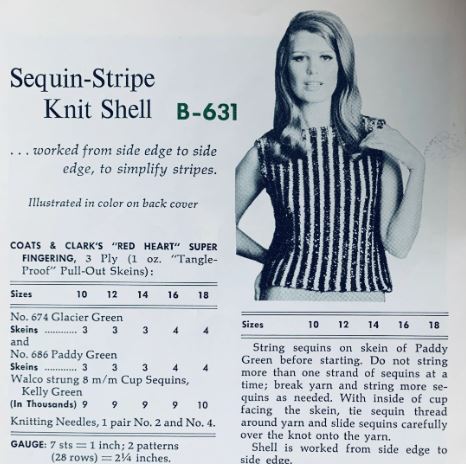 Sequin-Stripe
Knit Shell B-631
. . . worked from side edge to side
edge, to simplify stripes.
Illustrated in color on back cover
COATS & CLARK'S "RED HEART" SUPER
FINGERING, 3 Ply (1 oz. "Tangle-
Proof" Pull-Out Skeins):
Sizes 10 12 14 16 18
No. 674 Glacier Green
Skeins ............ 3 3 3 4 4
and
No. 686 Paddy Green
Skeins ............ 3 3 3 4 4
Walco strung 8 m/m Cup Sequins,
Kelly Green
(In Thousands) 9 9 9 9 10
Knitting Needles, 1 pair No. 2 and No. 4.
GAUGE: 7 sts = 1 inch; 2 patterns
(28 rows) = 2¼ inches.
Sizes 10 12 14 16 18
String sequins on skein of Paddy
Green before starting. Do not string
more than one strand of sequins at a
time; break yarn and string more se-
quins as needed. With inside of cup
facing the skein, tie sequin thread
around yarn and slide sequins carefully
over the knot onto the yarn.
Shell is worked from side edge to
side edge.